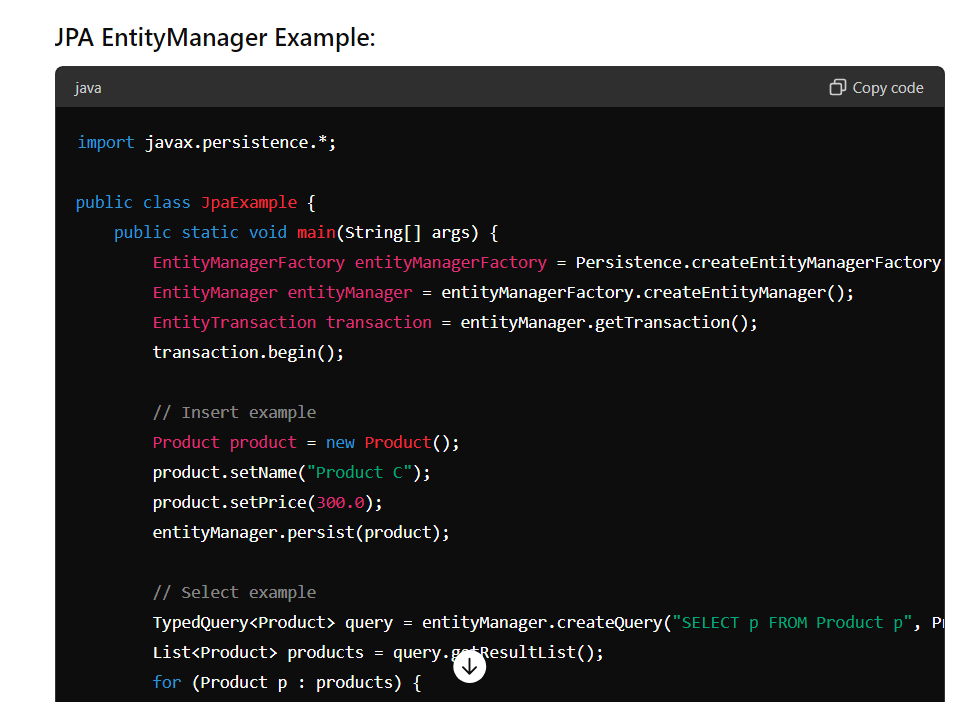 JPA EntityManager Example:
java
Copy code
import javax.persistence.*;
public class JpaExample {
public static void main(String[] args) {
EntityManagerFactory entityManagerFactory = Persistence.createEntityManagerFactory
EntityManager entityManager = entityManagerFactory.createEntityManager();
EntityTransaction transaction = entityManager.getTransaction();
transaction.begin();
// Insert example
Product product = new Product();
product.setName("Product C");
product.setPrice(300.0);
entityManager.persist(product);
// Select example
TypedQuery<Product> query = entityManager.createQuery("SELECT p FROM Product p",
List<Product> products = query.getResultList();
for (Product p : products) {